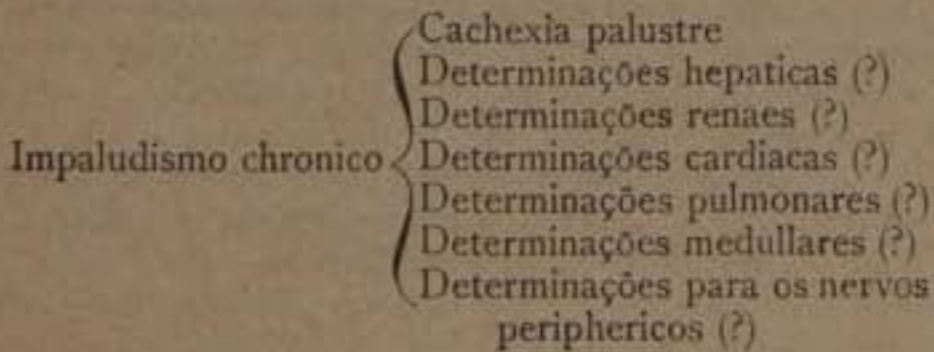 Cachexia palustre
Determinações hepaticas (?)
Determinações renaes (?)
Impaludismo chronico Determinações cardiacas (?)
Determinações pulmonares (?)
Determinações medullares (?)
Determinações para os nervos
periphericos (?)